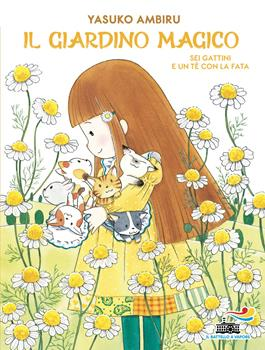 YASUKO AMBIRU
IL GIARDINO MAGICO
SEI GATTINI
E UN TÈ CON LA FATA
IL BATTELLO A VAPORE